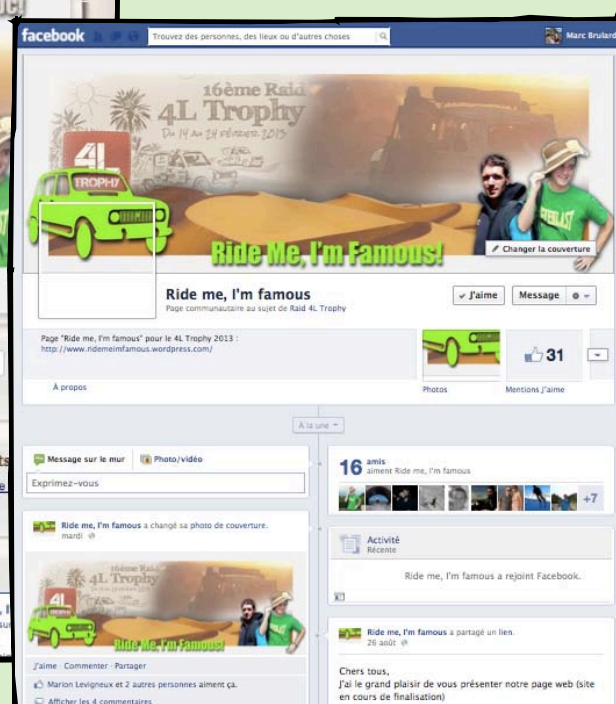 facebook
Trouvez des personnes, des lieux ou d'autres choses
Marc Brulard
16ème Raid
4L Trophy
Du 14 Au 24 février 2013
4L
TROPHY
EVERLAST
Ride Me, I'm Famous!
Changer la couverture
Ride me, I'm famous
Page communautaire au sujet de Raid 4L Trophy
J'aime
Message
Page "Ride me, I'm famous" pour le 4L Trophy 2013 :
http://www.ridemeimfamous.wordpress.com/
31
À propos
Photos
Mentions J'aime
À la une
Message sur le mur
Photo/vidéo
Exprimez-vous
16 amis
aiment Ride me, I'm famous
+7
Ride me, I'm famous a changé sa photo de couverture.
mardi
16ème Raid
4L Trophy
4L
Ride Me, I'm Famous!
J'aime · Commenter · Partager
Marion Levigneux et 2 autres personnes aiment ça.
Afficher les 4 commentaires
Activité
Récente
Ride me, I'm famous a rejoint Facebook.
Ride me, I'm famous a partagé un lien.
26 août
Chers tous,
J'ai le grand plaisir de vous présenter notre page web (site
en cours de finalisation)